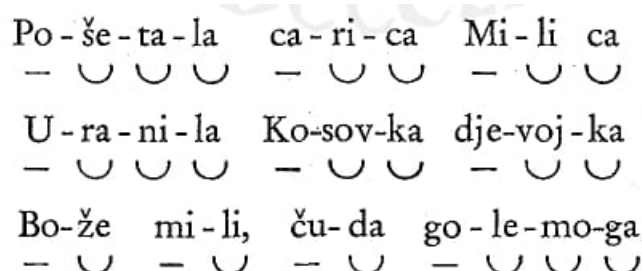 Po - še - ta - la ca - ri - ca Mi - li ca
— ◡ ◡ ◡ — ◡ ◡ — ◡ ◡
U - ra - ni - la Ko-sov-ka dje-voj-ka
— ◡ ◡ ◡ — ◡ ◡ — ◡ ◡
Bo-že mi - li, ču- da go - le - mo-ga
— ◡ — ◡ — ◡ — ◡ ◡ ◡